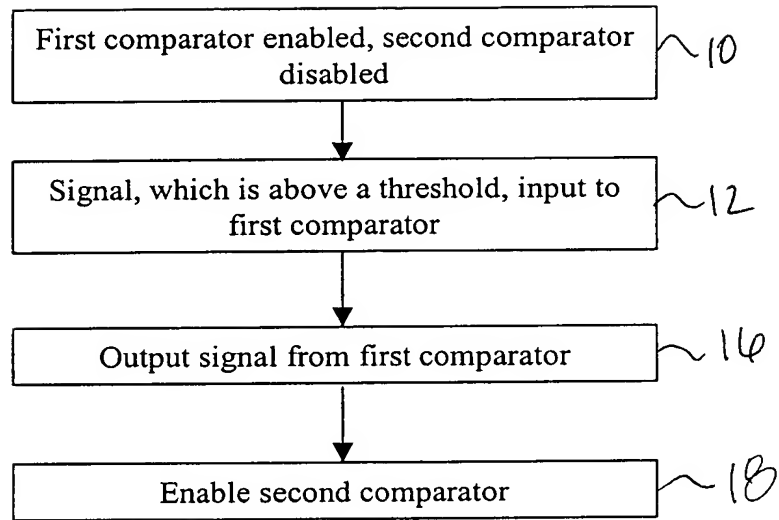 First comparator enabled, second comparator
disabled
10
Signal, which is above a threshold, input to
first comparator
12
Output signal from first comparator
16
Enable second comparator
18